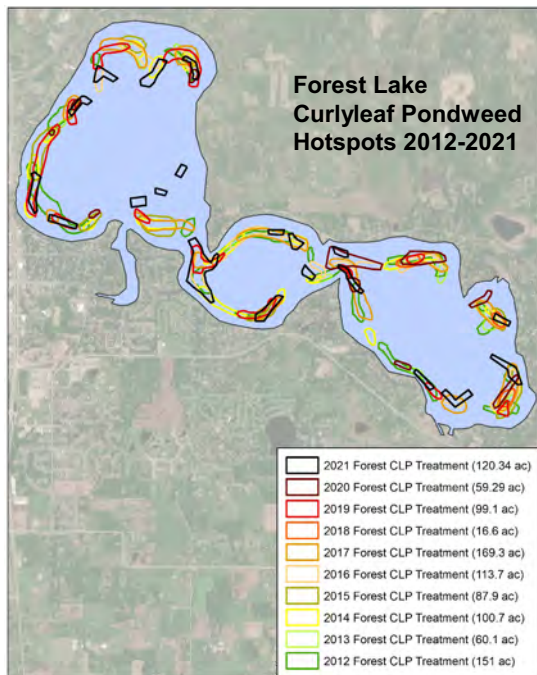 Forest Lake
Curlyleaf Pondweed
Hotspots 2012-2021
2021 Forest CLP Treatment (120.34 ac)
2020 Forest CLP Treatment (59.29 ac)
2019 Forest CLP Treatment (99.1 ac)
2018 Forest CLP Treatment (16.6 ac)
2017 Forest CLP Treatment (169.3 ac)
2016 Forest CLP Treatment (113.7 ac)
2015 Forest CLP Treatment (87.9 ac)
2014 Forest CLP Treatment (100.7 ac)
2013 Forest CLP Treatment (60.1 ac)
2012 Forest CLP Treatment (151 ac)